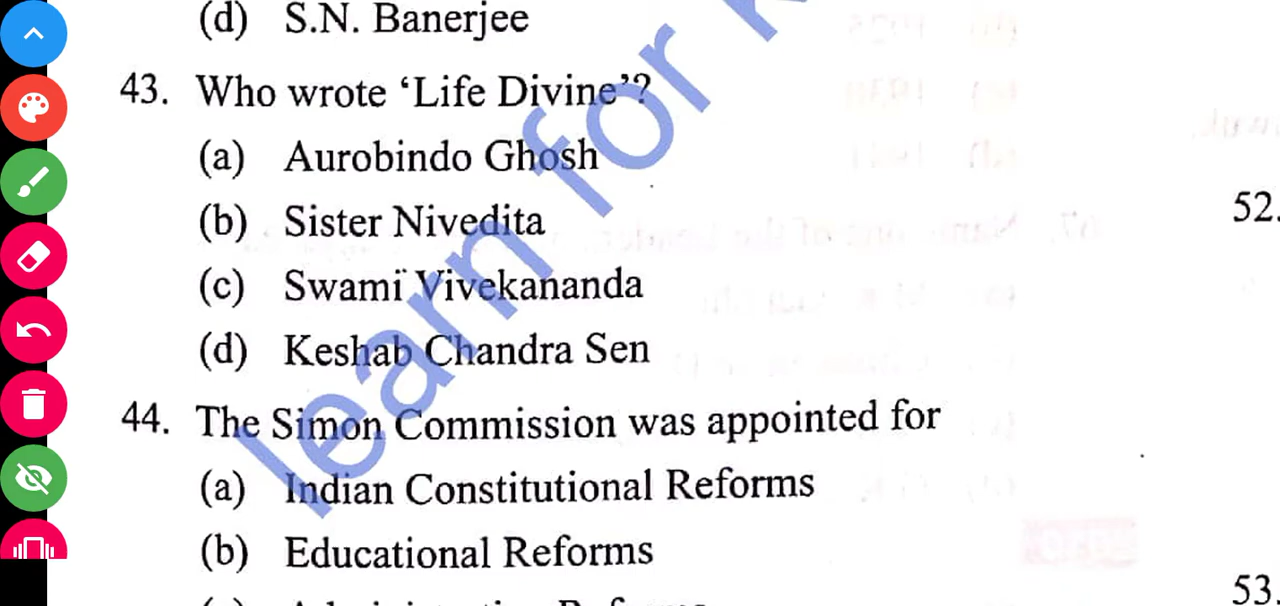 (d) S.N. Banerjee
43. Who wrote ‘Life Divine’?
(a) Aurobindo Ghosh
(b) Sister Nivedita
(c) Swami Vivekananda
(d) Keshab Chandra Sen
44. The Simon Commission was appointed for
(a) Indian Constitutional Reforms
(b) Educational Reforms
52.
53.
learn for